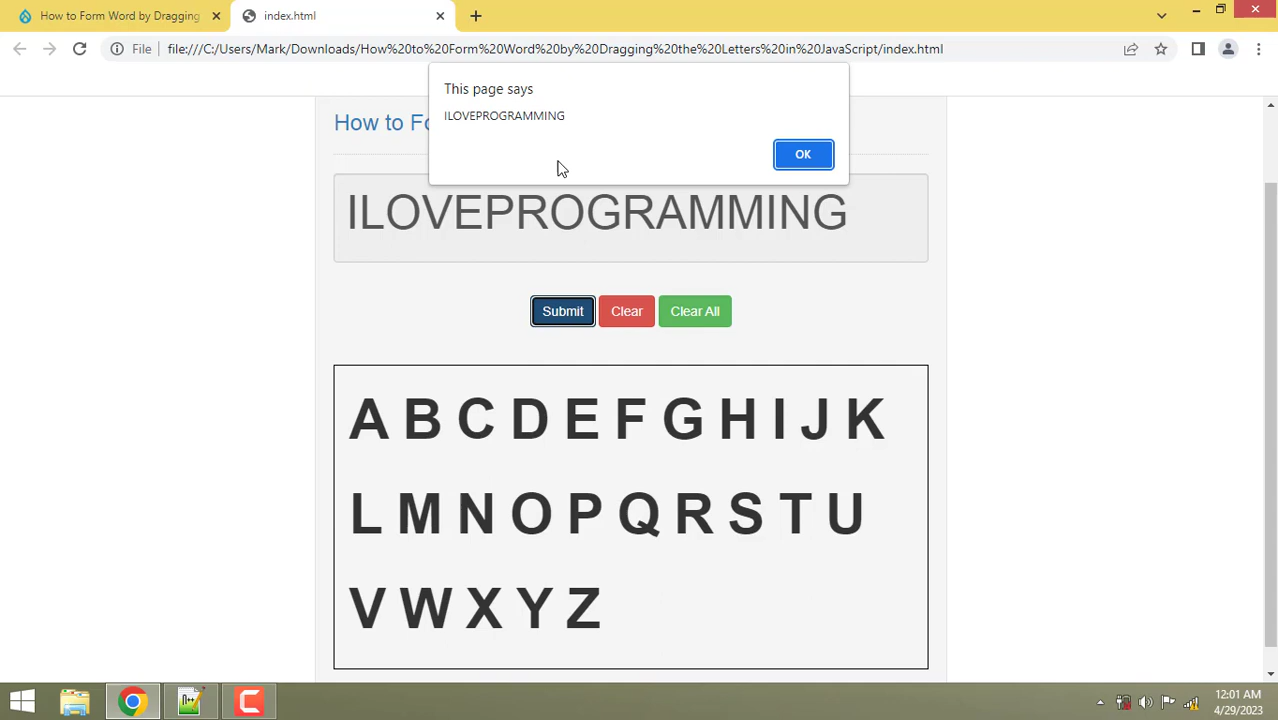 How to Form Word by Dragging
index.html
File file:///C:/Users/Mark/Downloads/How%20to%20Form%20Word%20by%20Dragging%20the%20Letters%20in%20JavaScript/index.html
This page says
ILOVEPROGRAMMING
OK
How to Fo
ILOVEPROGRAMMING
Submit Clear Clear All
A B C D E F G H I J K
L M N O P Q R S T U
V W X Y Z
12:01 AM
4/29/2023